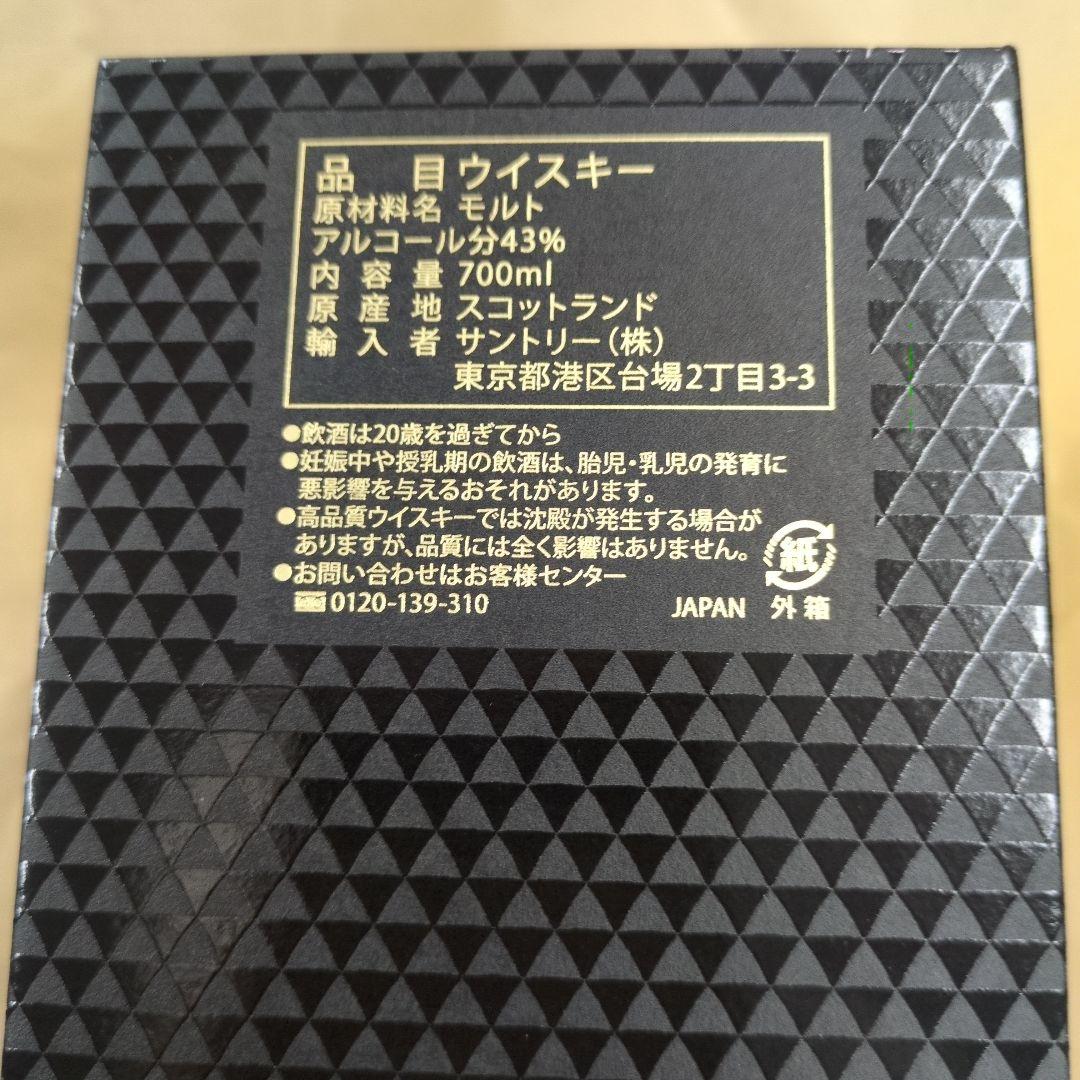 品目 ウイスキー
原材料名 モルト
アルコール分43%
内容量 700ml
原産地 スコットランド
輸入者 サントリー(株)
東京都港区台場2丁目3-3
●飲酒は20歳を過ぎてから
●妊娠中や授乳期の飲酒は、胎児・乳児の発育に
悪影響を与えるおそれがあります。
●高品質ウイスキーでは沈殿が発生する場合が
ありますが、品質には全く影響はありません。
●お問い合わせはお客様センター
0120-139-310
紙
JAPAN 外箱